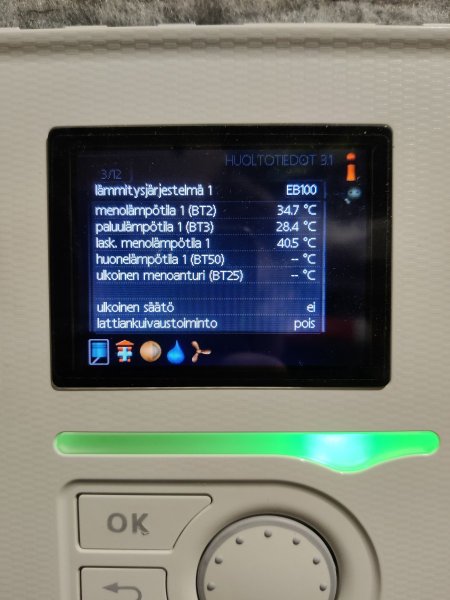 HUOLTOTIEDOT 3.1
3/12
lämmitysjärjestelmä 1 EB100
menolämpötila 1 (BT2) 34.7 °C
paluulämpötila 1 (BT3) 28.4 °C
lask. menolämpötila 1 40.5 °C
huonelämpötila 1 (BT50) -- °C
ulkoinen menoanturi (BT25) -- °C
ulkoinen säätö ei
lattiankuivaustoiminto pois
OK